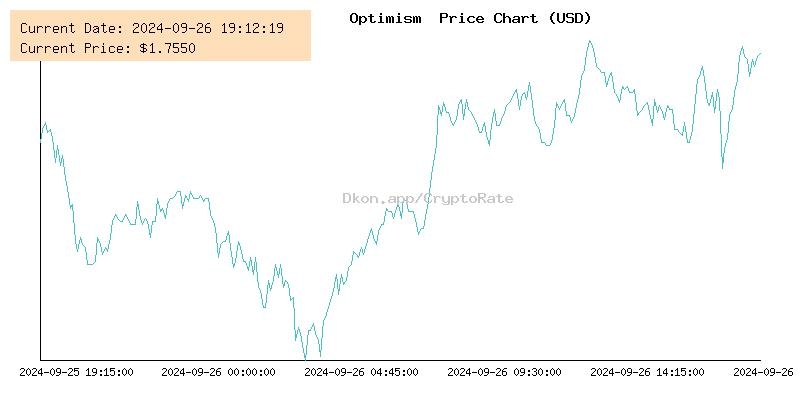 Optimism  Price Chart (USD)
Current Date: 2024-09-26 19:12:19
Current Price: $1.7550
Dkon.app/CryptoRate
2024-09-25 19:15:00 2024-09-26 00:00:00 2024-09-26 04:45:00 2024-09-26 09:30:00 2024-09-26 14:15:00 2024-09-26